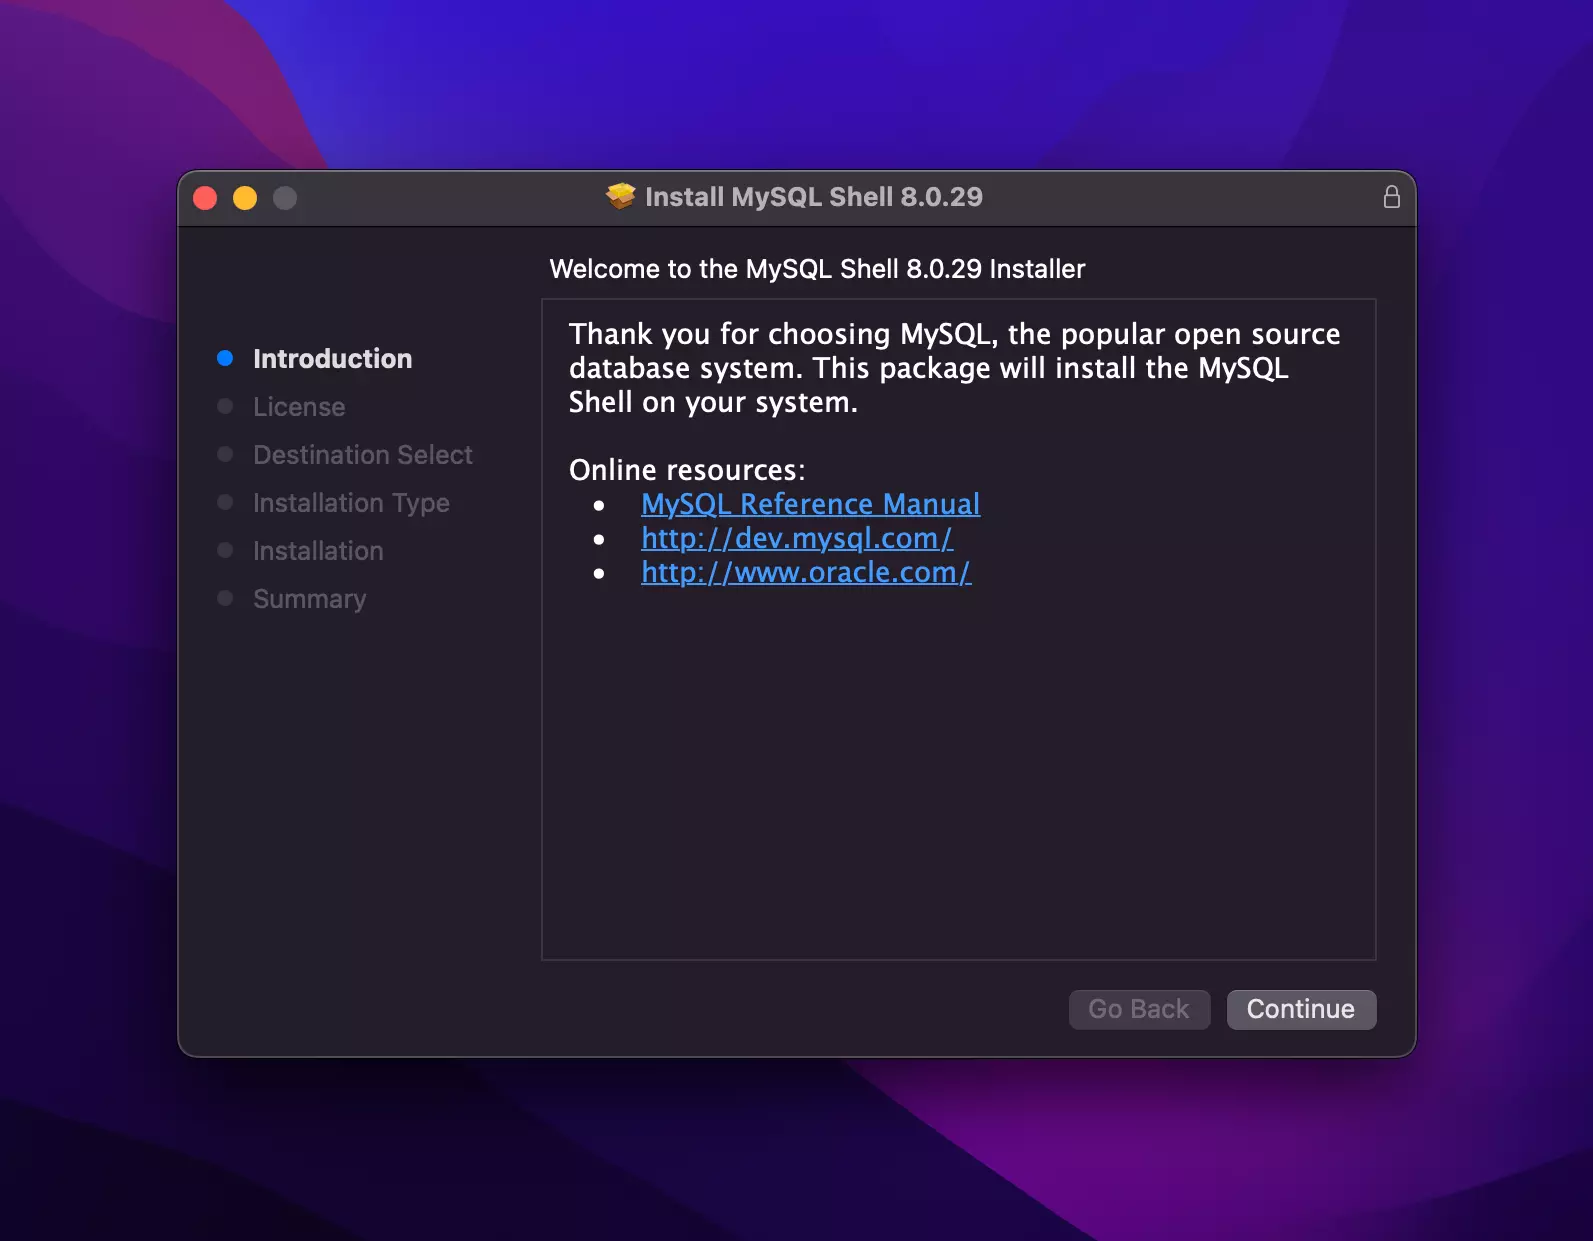 Install MySQL Shell 8.0.29
Welcome to the MySQL Shell 8.0.29 Installer
Introduction
License
Destination Select
Installation Type
Installation
Summary
Thank you for choosing MySQL, the popular open source
database system. This package will install the MySQL
Shell on your system.
Online resources:
• MySQL Reference Manual
• http://dev.mysql.com/
• http://www.oracle.com/
Go Back
Continue